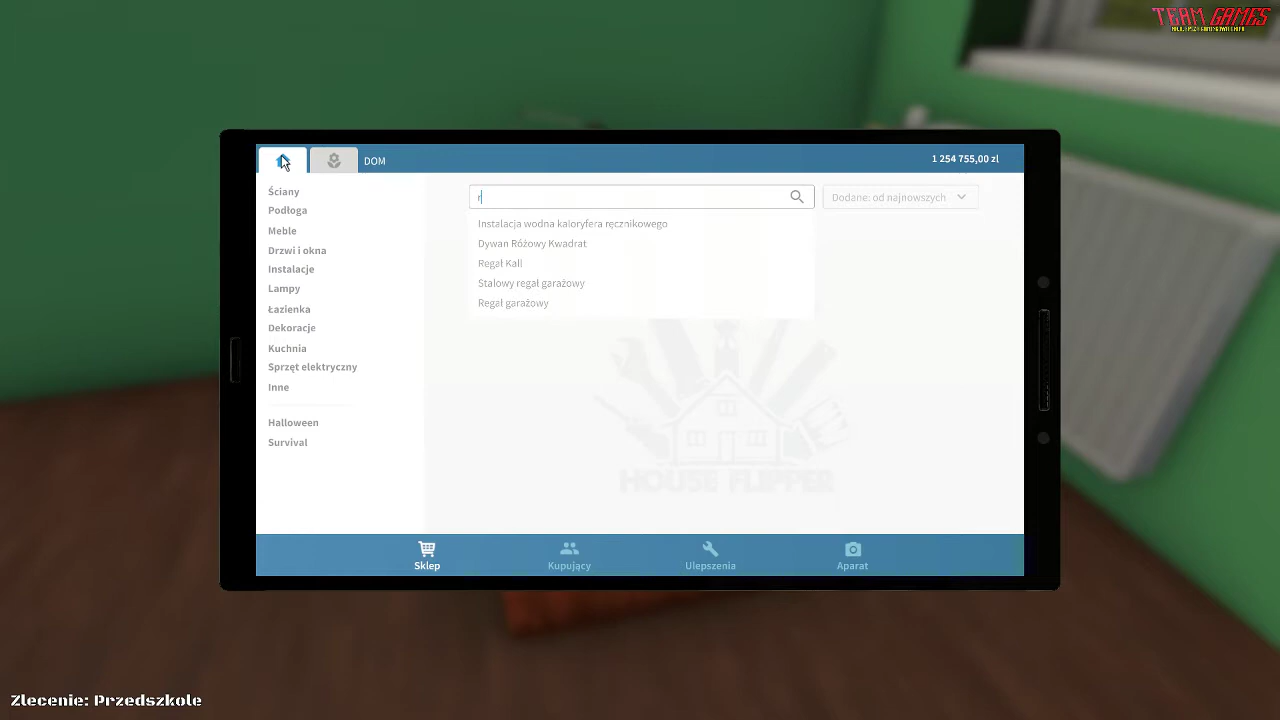 TEAM GAMES
DOM
1 254 755,00 zl
r
Dodane: od najnowszych
Ściany
Podłoga
Meble
Drzwi i okna
Instalacje
Lampy
Łazienka
Dekoracje
Kuchnia
Sprzęt elektryczny
Inne
Halloween
Survival
Instalacja wodna kaloryfera ręcznikowego
Dywan Różowy Kwadrat
Regał Kall
Stalowy regał garażowy
Regał garażowy
HOUSE FLIPPER
Sklep
Kupujący
Ulepszenia
Aparat
Zlecenie: Przedszkole